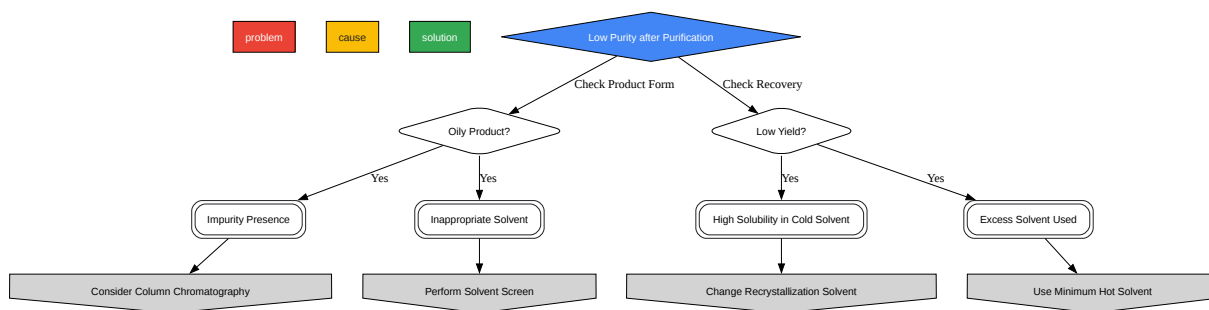 problem
cause
solution
Low Purity after Purification
Check Product Form
Check Recovery
Oily Product?
Low Yield?
Yes
Yes
Yes
Yes
Impurity Presence
Inappropriate Solvent
High Solubility in Cold Solvent
Excess Solvent Used
Consider Column Chromatography
Perform Solvent Screen
Change Recrystallization Solvent
Use Minimum Hot Solvent